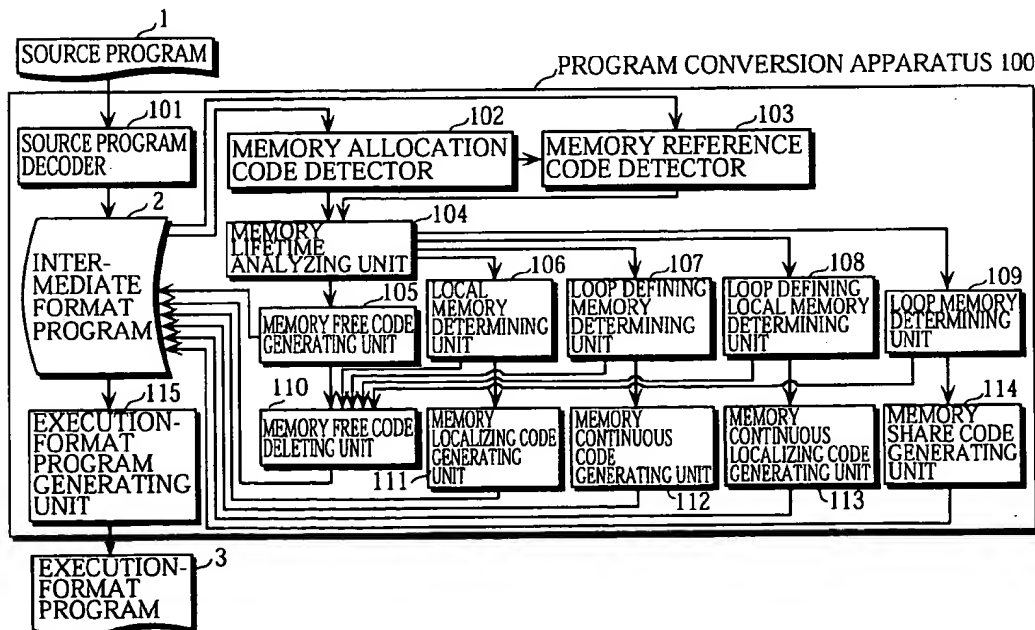 1
SOURCE PROGRAM
PROGRAM CONVERSION APPARATUS 100
101
SOURCE PROGRAM
DECODER
102
MEMORY ALLOCATION
CODE DETECTOR
103
MEMORY REFERENCE
CODE DETECTOR
2
INTER-
MEDIATE
FORMAT
PROGRAM
104
MEMORY
LIFETIME
ANALYZING UNIT
105
MEMORY FREE CODE
GENERATING UNIT
106
LOCAL
MEMORY
DETERMINING
UNIT
107
LOOP DEFINING
MEMORY
DETERMINING
UNIT
108
LOOP DEFINING
LOCAL MEMORY
DETERMINING
UNIT
109
LOOP MEMORY
DETERMINING
UNIT
110
MEMORY FREE CODE
DELETING UNIT
MEMORY
LOCALIZING CODE
GENERATING
UNIT
111
MEMORY
CONTINUOUS
CODE
GENERATING UNIT
112
MEMORY
CONTINUOUS
LOCALIZING CODE
GENERATING UNIT
113
114
MEMORY
SHARE CODE
GENERATING
UNIT
115
EXECUTION-
FORMAT
PROGRAM
GENERATING
UNIT
3
EXECUTION-
FORMAT
PROGRAM